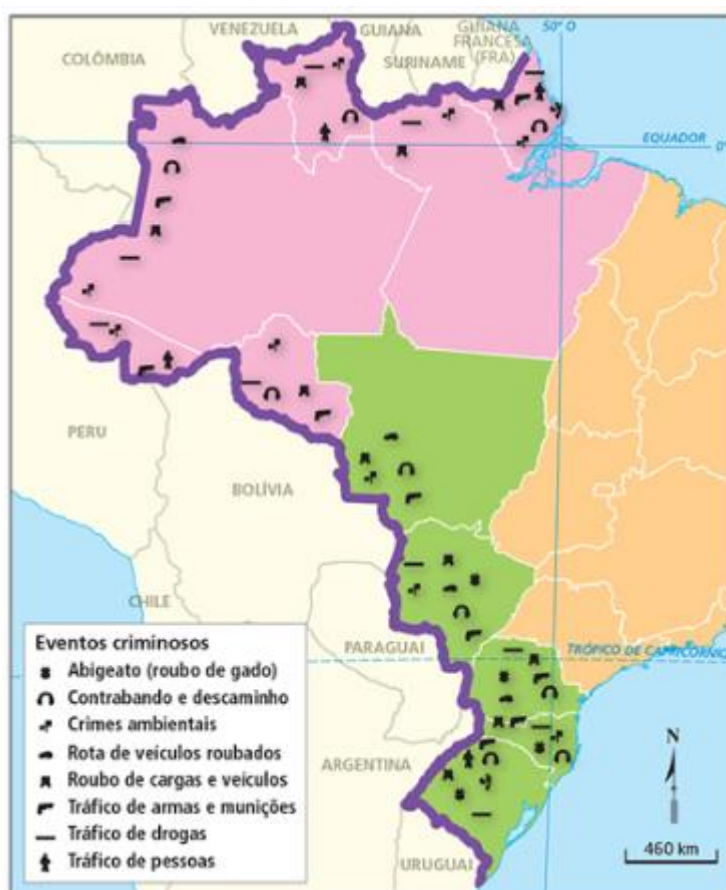 VENEZUELA
GUIANA
GUIANA
FRANCESA
(FRA)
50° O
COLÔMBIA
SURINAME
EQUADOR
0°
PERU
BOLÍVIA
CHILE
PARAGUAI
TRÓPICO DE CAPRICÓRNIO
ARGENTINA
URUGUAI
N
460 km
Eventos criminosos
Abigeato (roubo de gado)
Contrabando e descaminho
Crimes ambientais
Rota de veículos roubados
Roubo de cargas e veículos
Tráfico de armas e munições
Tráfico de drogas
Tráfico de pessoas